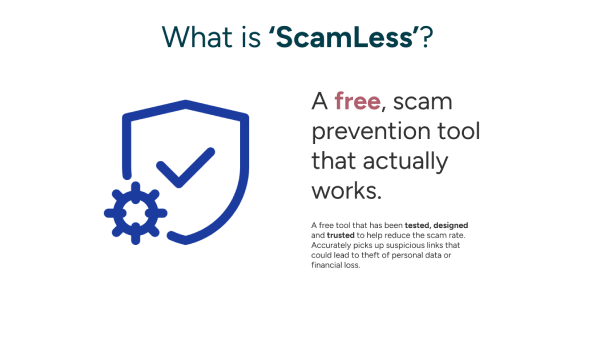 What is ‘ScamLess’?
A free, scam
prevention tool
that actually
works.
A free tool that has been tested, designed
and trusted to help reduce the scam rate.
Accurately picks up suspicious links that
could lead to theft of personal data or
financial loss.